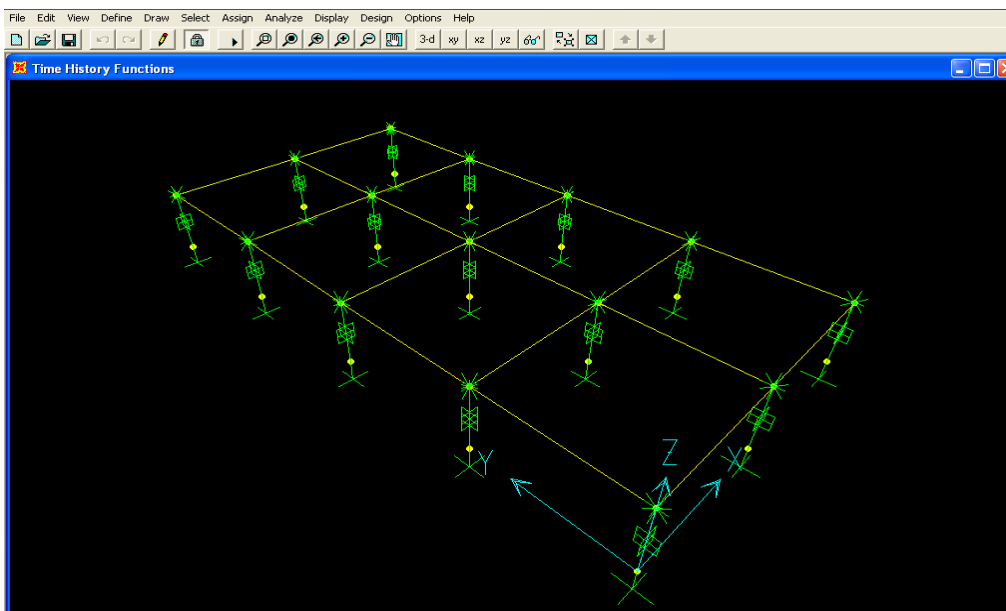 File Edit View Define Draw Select Assign Analyze Display Design Options Help
3-d xy xz yz
Time History Functions
Z
Y X